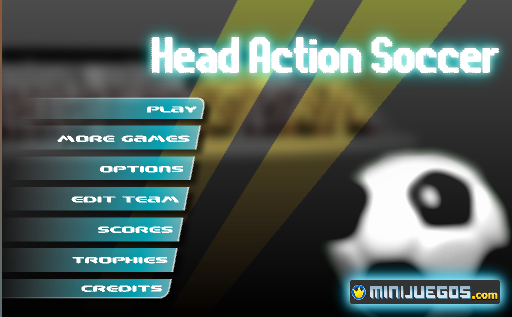 Head Action Soccer
PLAY
MORE GAMES
OPTIONS
EDIT TEAM
SCORES
TROPHIES
CREDITS
MINIJUEGOS.com